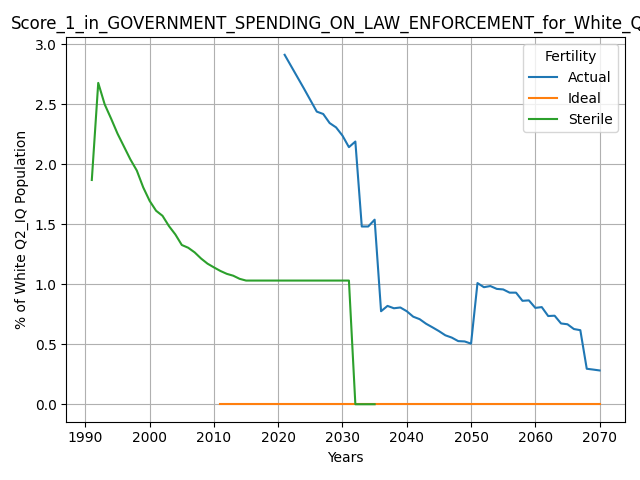 Score_1_in_GOVERNMENT_SPENDING_ON_LAW_ENFORCEMENT_for_White_Q
Fertility
Actual
Ideal
Sterile
% of White Q2_IQ Population
3.0
2.5
2.0
1.5
1.0
0.5
0.0
1990 2000 2010 2020 2030 2040 2050 2060 2070
Years